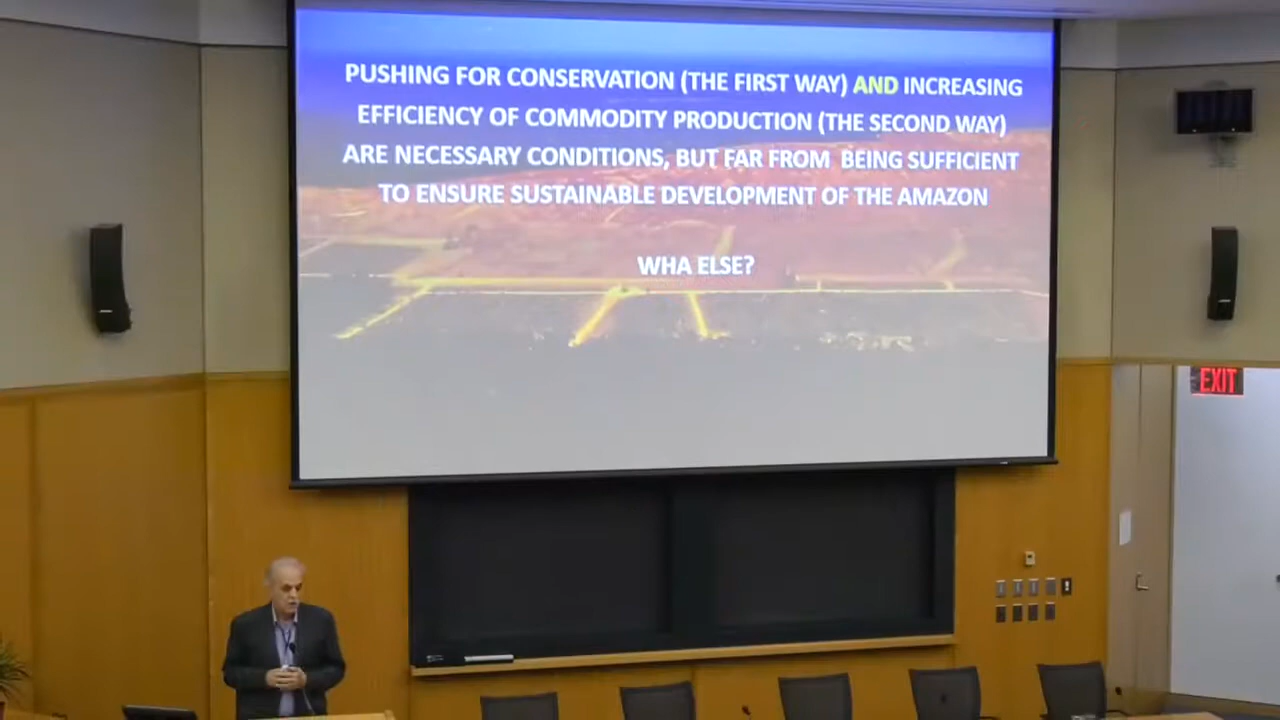 PUSHING FOR CONSERVATION (THE FIRST WAY) AND INCREASING
EFFICIENCY OF COMMODITY PRODUCTION (THE SECOND WAY)
ARE NECESSARY CONDITIONS, BUT FAR FROM BEING SUFFICIENT
TO ENSURE SUSTAINABLE DEVELOPMENT OF THE AMAZON
WHA ELSE?
EXIT